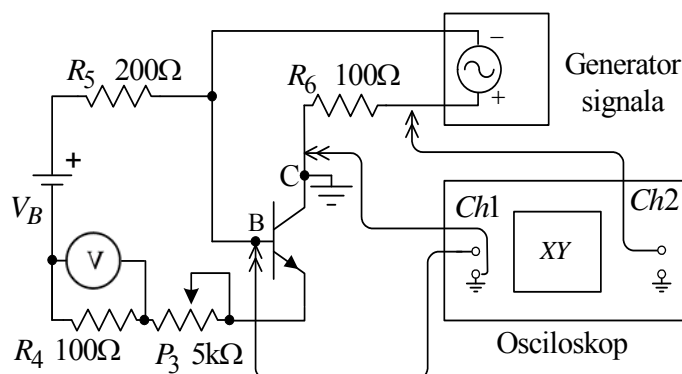 R5 200Ω
R6 100Ω
−
+
Generator
signala
+
VB
C
B
V
R4 100Ω
P3 5kΩ
Ch1
Ch2
XY
Osciloskop